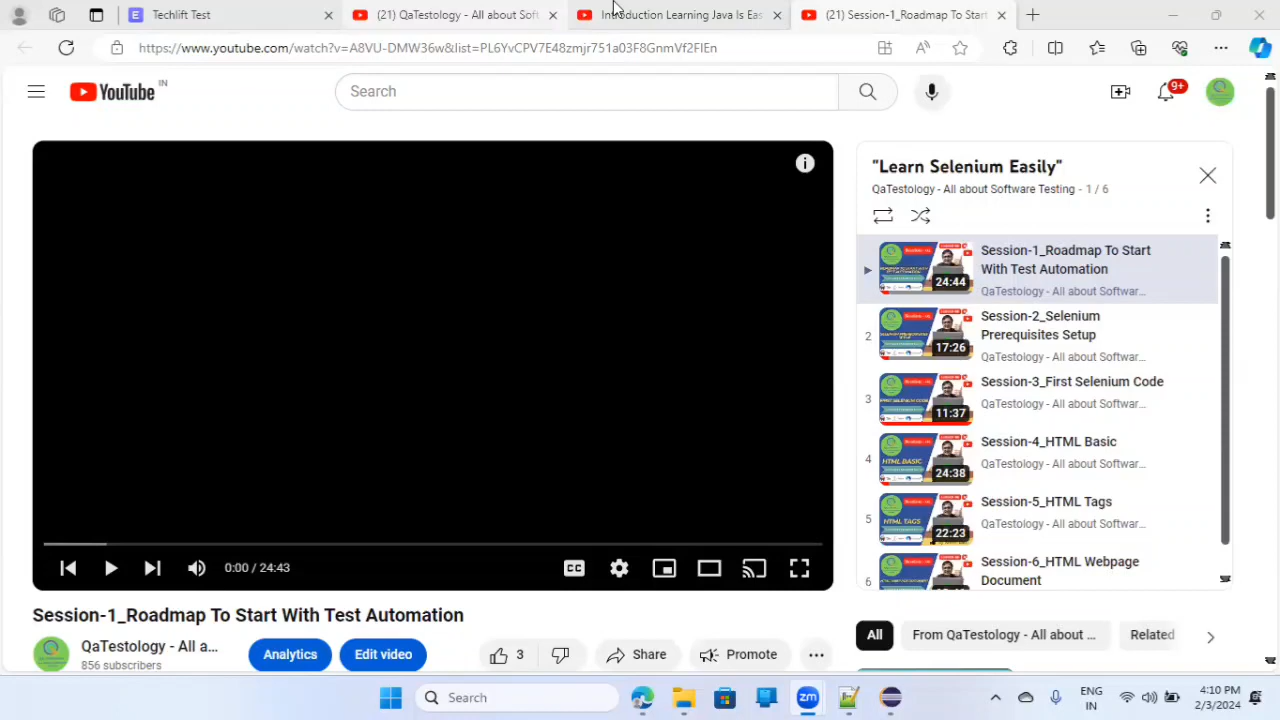 Techlift Test
(21) QaTestology - All about Soft
Introduction Learning Java Is Eas
(21) Session-1_Roadmap To Start
https://www.youtube.com/watch?v=A8VU-DMW36w&list=PL6YvCPV7E48zmjr751a03F8GnmVf2FlEn
YouTube IN
Search
9+
"Learn Selenium Easily"
QaTestology - All about Software Testing - 1 / 6
Session-1_Roadmap To Start
With Test Automation
24:44
QaTestology - All about Softwar...
2
Session-2_Selenium
Prerequisites Setup
17:26
QaTestology - All about Softwar...
3
Session-3_First Selenium Code
11:37
QaTestology - All about Softwar...
4
HTML BASIC
Session-4_HTML Basic
24:38
QaTestology - All about Softwar...
5
HTML TAGS
Session-5_HTML Tags
22:23
QaTestology - All about Softwar...
6
Session-6_HTML Webpage
Document
CC
0:00 / 24:43
Session-1_Roadmap To Start With Test Automation
QaTestology - All a...
856 subscribers
Analytics
Edit video
3
Share
Promote
All
From QaTestology - All about ...
Related
Search
zm
ENG
IN
4:10 PM
2/3/2024